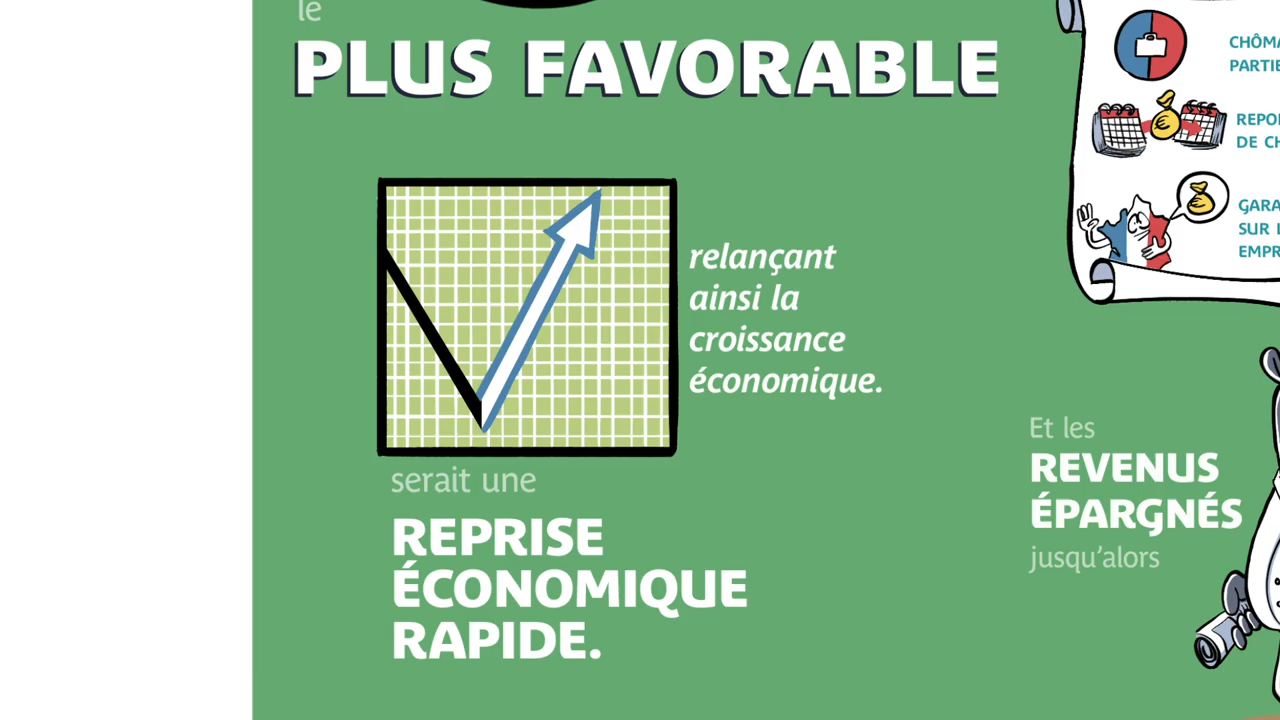 le
PLUS FAVORABLE
relançant
ainsi la
croissance
économique.
serait une
REPRISE
ÉCONOMIQUE
RAPIDE.
Et les
REVENUS
ÉPARGNÉS
jusqu'alors
SUR